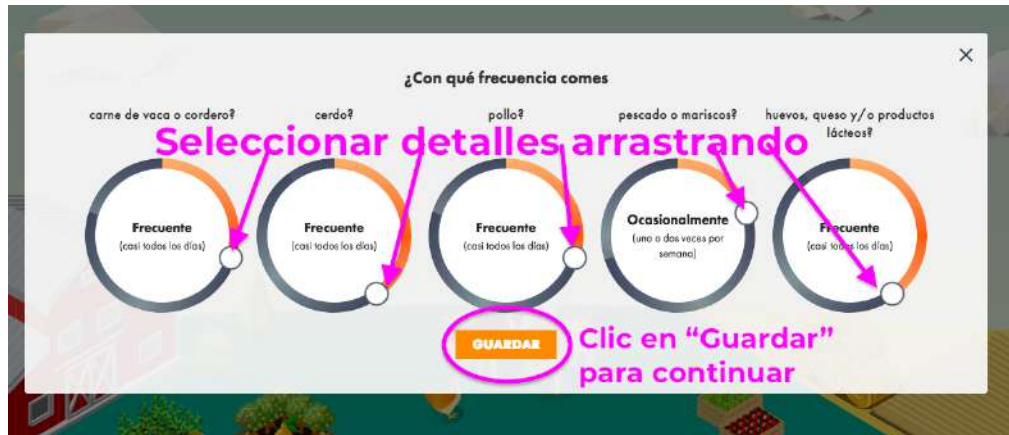 ¿Con qué frecuencia comes
carne de vaca o cordero?
cerdo?
pollo?
pescado o mariscos?
huevos, queso y/o productos
lácteos?
Seleccionar detalles arrastrando
Frecuente
(casi todos los días)
Frecuente
(casi todos los días)
Frecuente
(casi todos los días)
Ocasionalmente
(una o dos veces por
semana)
Frecuente
(casi todos los días)
GUARDAR
Clic en “Guardar”
para continuar